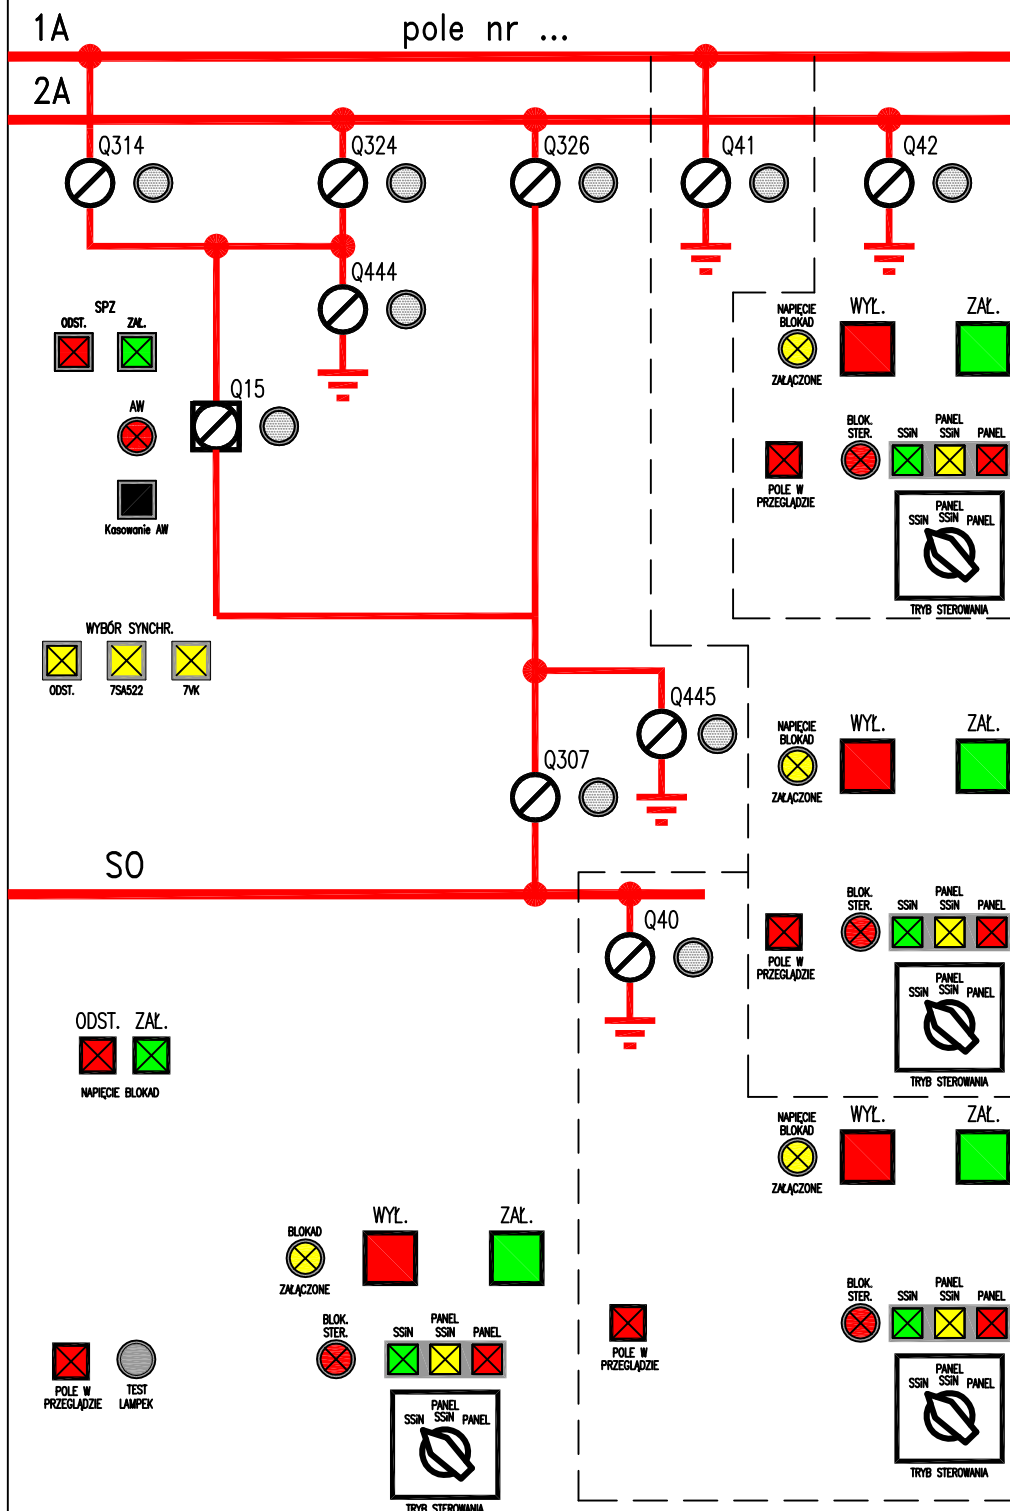 1A
pole nr ...
2A
Q314
Q324
Q326
Q41
Q42
Q444
SPZ
ODST.
ZAŁ.
NAPIĘCIE
BLOKAD
WYŁ.
ZAŁ.
ZAŁĄCZONE
Q15
AW
BLOK.
STER.
SSiN
PANEL
SSiN
PANEL
POLE W
PRZEGLĄDZIE
Kasowanie AW
SSiN
PANEL
SSiN
PANEL
TRYB STEROWANIA
WYBÓR SYNCHR.
ODST.
7SA522
7VK
Q445
NAPIĘCIE
BLOKAD
WYŁ.
ZAŁ.
ZAŁĄCZONE
Q307
SO
BLOK.
STER.
SSiN
PANEL
SSiN
PANEL
Q40
POLE W
PRZEGLĄDZIE
SSiN
PANEL
SSiN
PANEL
TRYB STEROWANIA
ODST.
ZAŁ.
NAPIĘCIE BLOKAD
NAPIĘCIE
BLOKAD
WYŁ.
ZAŁ.
ZAŁĄCZONE
BLOKAD
WYŁ.
ZAŁ.
ZAŁĄCZONE
BLOK.
STER.
SSiN
PANEL
SSiN
PANEL
BLOK.
STER.
SSiN
PANEL
SSiN
PANEL
POLE W
PRZEGLĄDZIE
POLE W
PRZEGLĄDZIE
TEST
LAMPEK
SSiN
PANEL
SSiN
PANEL
TRYB STEROWANIA
SSiN
PANEL
SSiN
PANEL
TRYB STEROWANIA